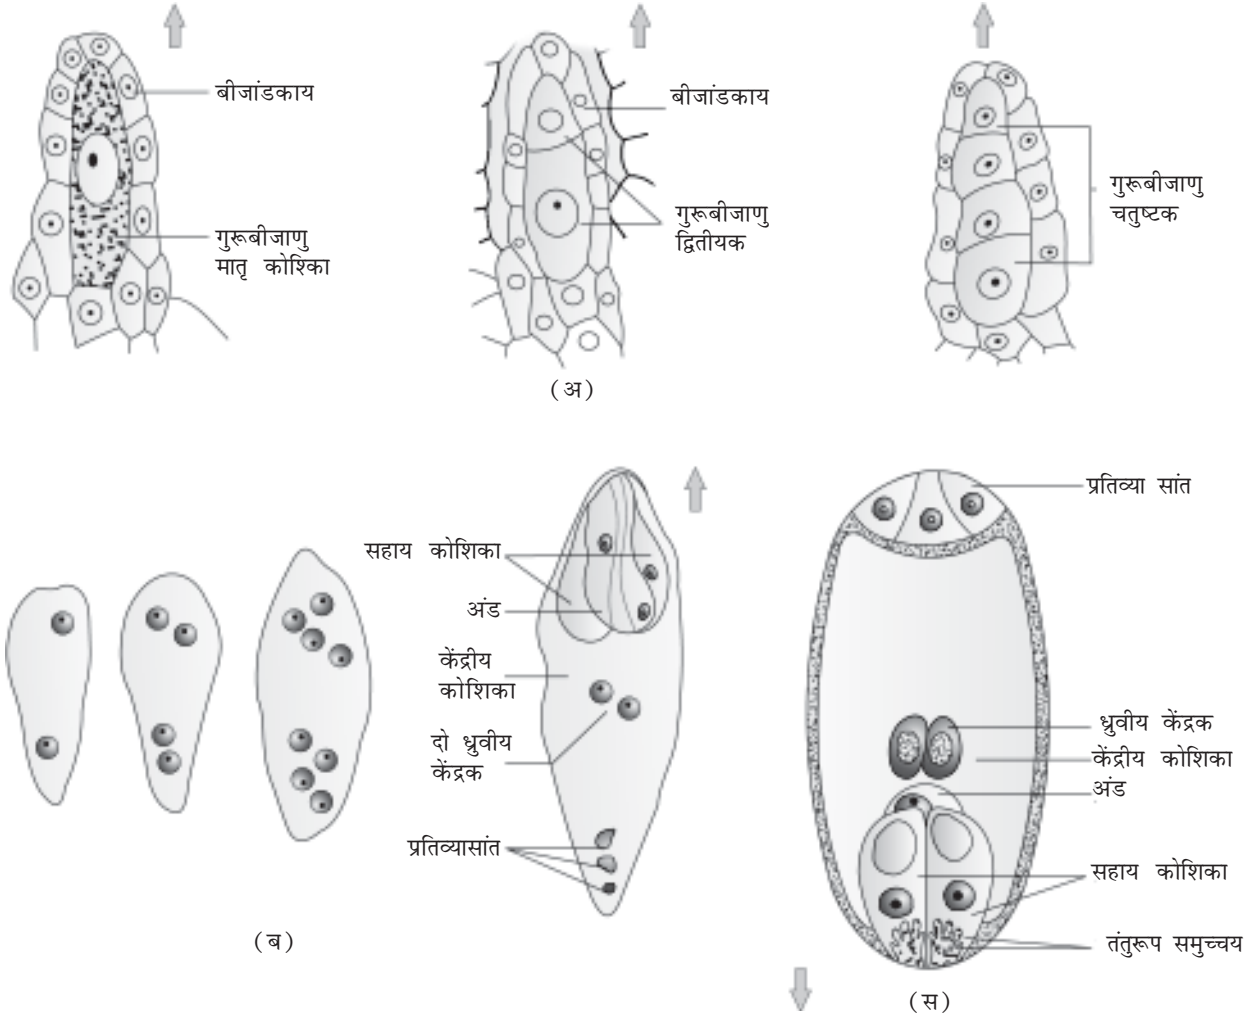 बीजांडकाय
गुरूबीजाणु
मातृ कोशिका
बीजांडकाय
गुरूबीजाणु
द्वितीयक
गुरूबीजाणु
चतुष्टक
(अ)
सहाय कोशिका
अंड
केंद्रीय
कोशिका
दो ध्रुवीय
केंद्रक
प्रतिव्यासांत
(ब)
प्रतिव्या सांत
ध्रुवीय केंद्रक
केंद्रीय कोशिका
अंड
सहाय कोशिका
तंतुरूप समुच्चय
(स)